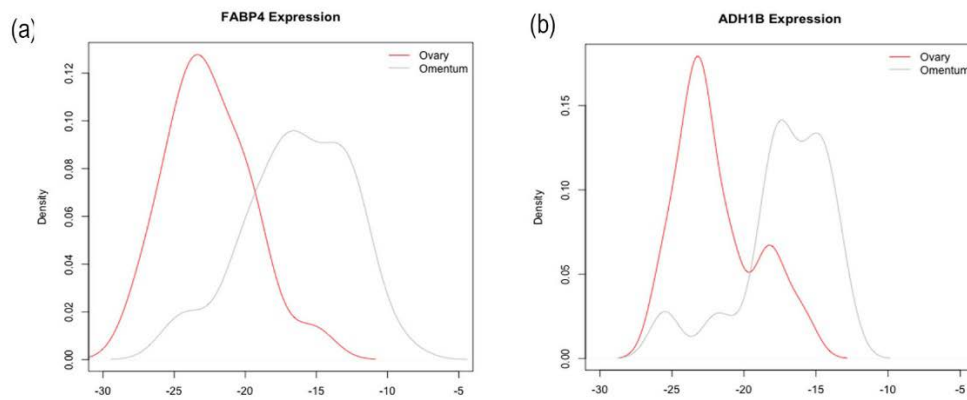 (a)
FABP4 Expression
Ovary
Omentum
Density
0.12
0.10
0.08
0.06
0.04
0.02
0.00
-30 -25 -20 -15 -10 -5
(b)
ADH1B Expression
Ovary
Omentum
Density
0.15
0.10
0.05
0.00
-30 -25 -20 -15 -10 -5